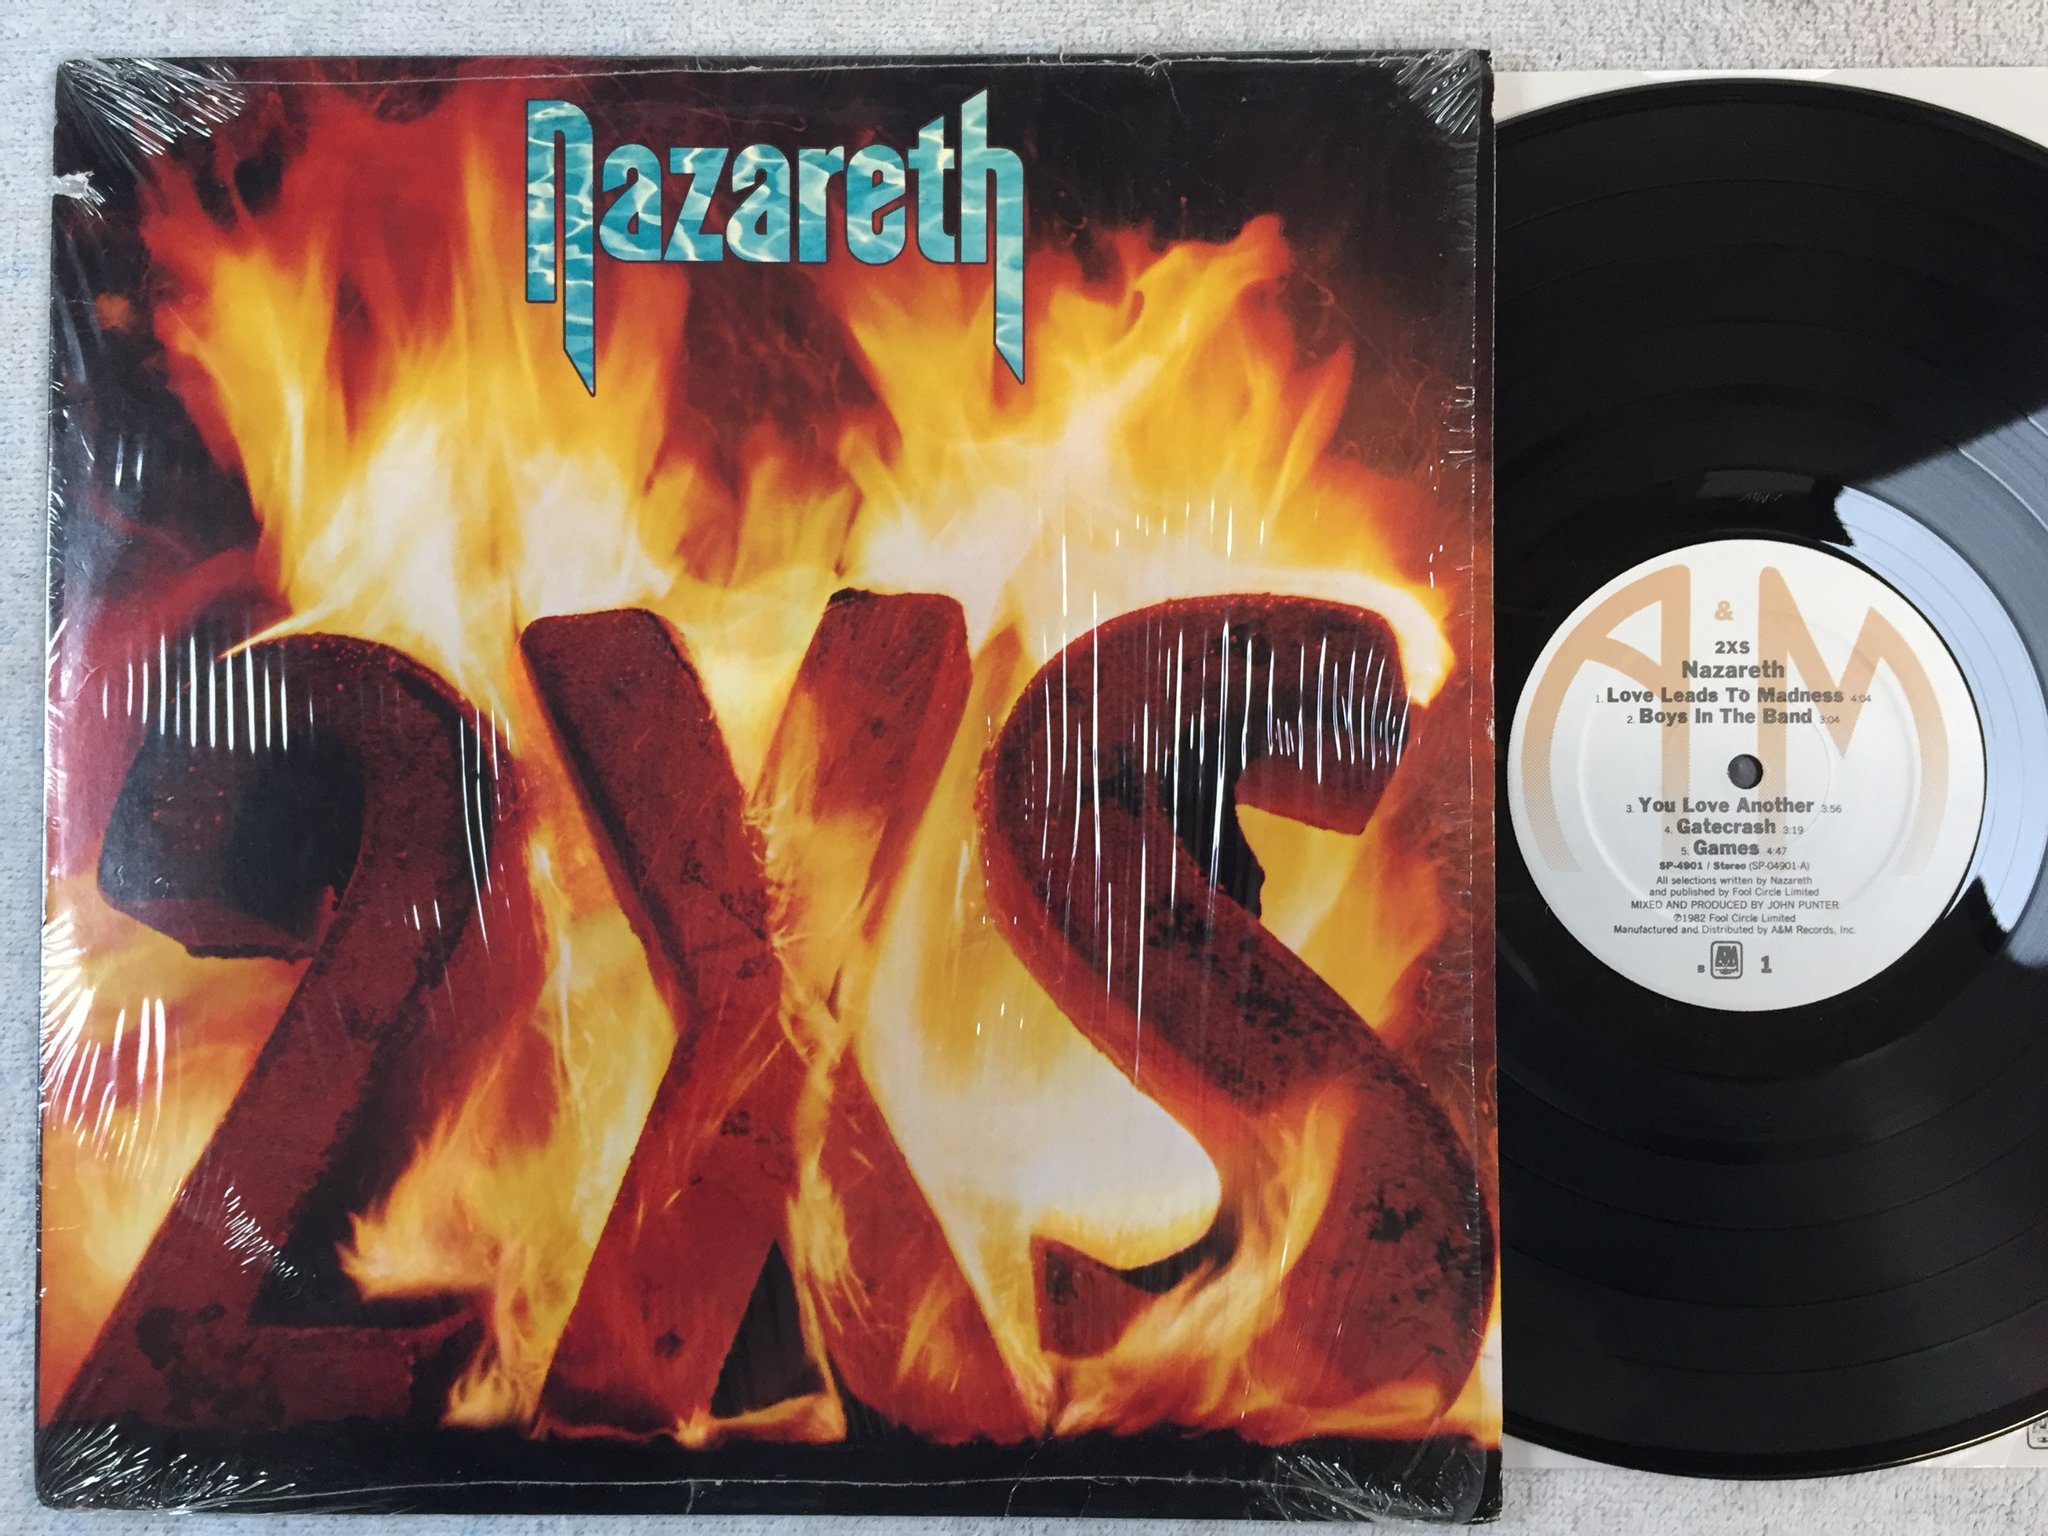 Nazareth
2XS
A&M
2XS
Nazareth
1. Love Leads To Madness 4:04
2. Boys In The Band 3:04
3. You Love Another 3:56
4. Gatecrash 3:19
5. Games 4:47
SP-4901 / Stereo (SP-04901-A)
All selections written by Nazareth
and published by Fool Circle Limited
MIXED AND PRODUCED BY JOHN PUNTER
℗1982 Fool Circle Limited
Manufactured and Distributed by A&M Records, Inc.
B 1